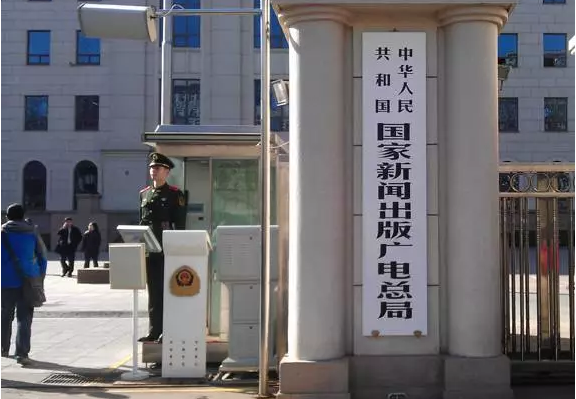 中华人民
共和国
国家新闻出版广电总局